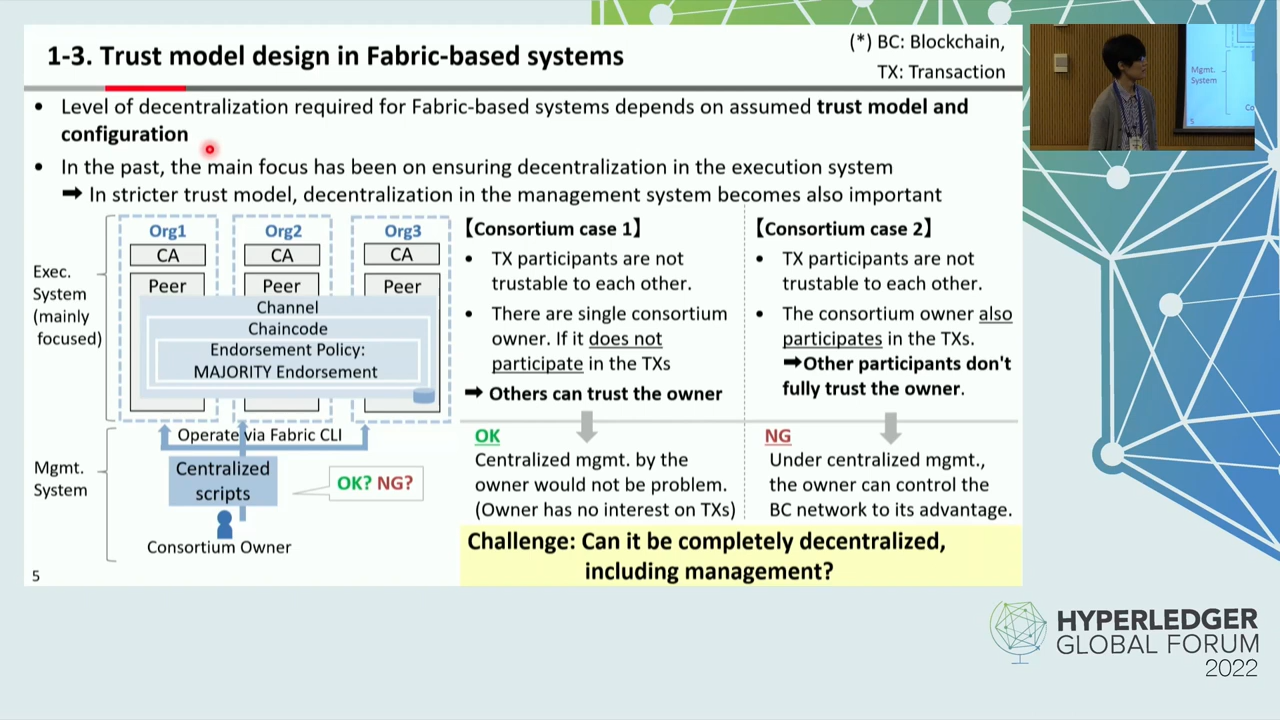 1-3. Trust model design in Fabric-based systems
(*) BC: Blockchain,
TX: Transaction
• Level of decentralization required for Fabric-based systems depends on assumed trust model and
configuration
• In the past, the main focus has been on ensuring decentralization in the execution system
➡ In stricter trust model, decentralization in the management system becomes also important
Exec.
System
(mainly
focused)
Org1
CA
Peer
Org2
CA
Peer
Org3
CA
Peer
Channel
Chaincode
Endorsement Policy:
MAJORITY Endorsement
Operate via Fabric CLI
Mgmt.
System
Centralized
scripts
OK? NG?
Consortium Owner
【Consortium case 1】
• TX participants are not
trustable to each other.
• There are single consortium
owner. If it does not
participate in the TXs
➡ Others can trust the owner
OK
Centralized mgmt. by the
owner would not be problem.
(Owner has no interest on TXs)
【Consortium case 2】
• TX participants are not
trustable to each other.
• The consortium owner also
participates in the TXs.
➡Other participants don't
fully trust the owner.
NG
Under centralized mgmt.,
the owner can control the
BC network to its advantage.
Challenge: Can it be completely decentralized,
including management?
5
Mgmt.
System
Co
5
HYPERLEDGER
GLOBAL FORUM
2022